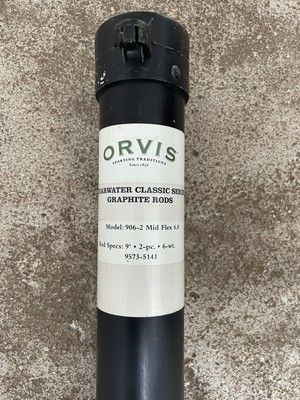 ORVIS
SPORTING TRADITIONS
Since 1856
EARWATER CLASSIC SERIE
GRAPHITE RODS
Model: 906-2 Mid Flex 6.0
Rod Specs: 9' • 2-pc. • 6-wt.
9573-5141